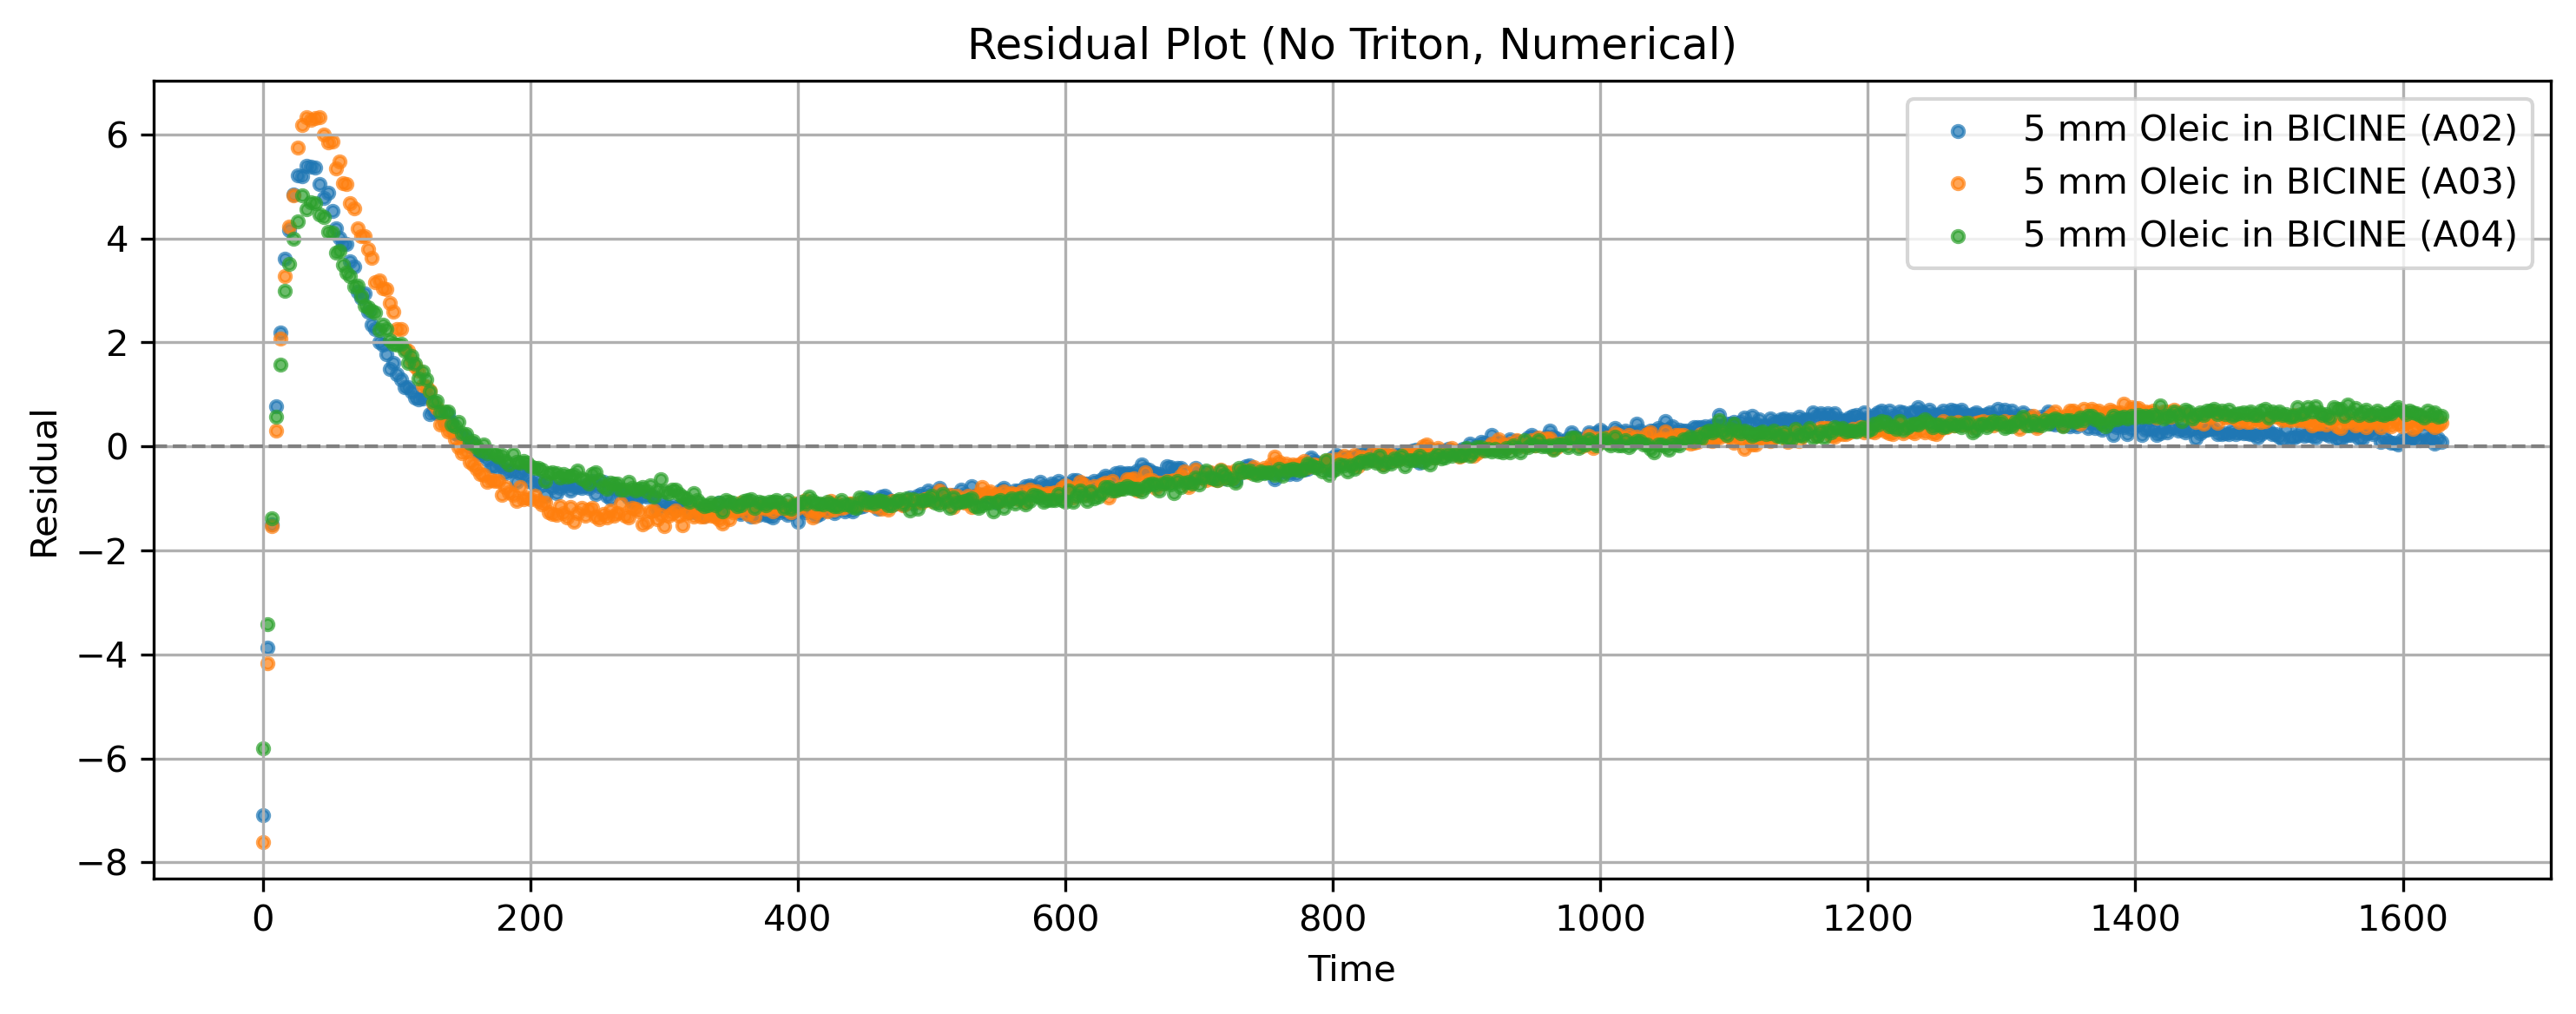 Residual Plot (No Triton, Numerical)
5 mm Oleic in BICINE (A02)
5 mm Oleic in BICINE (A03)
5 mm Oleic in BICINE (A04)
Residual
6
4
2
0
−2
−4
−6
−8
0 200 400 600 800 1000 1200 1400 1600
Time